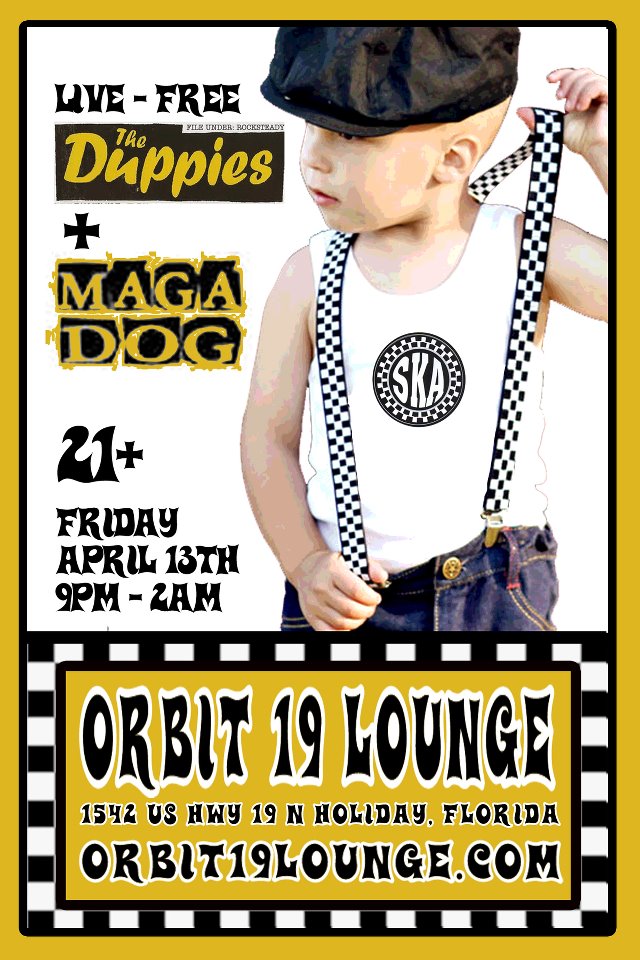 LIVE - FREE
FILE UNDER: ROCKSTEADY
The
Duppies
+
MAGA
DOG
SKA
21+
FRIDAY
APRIL 13TH
9PM - 2AM
ORBIT 19 LOUNGE
1542 US HWY 19 N HOLIDAY, FLORIDA
ORBIT19LOUNGE.COM